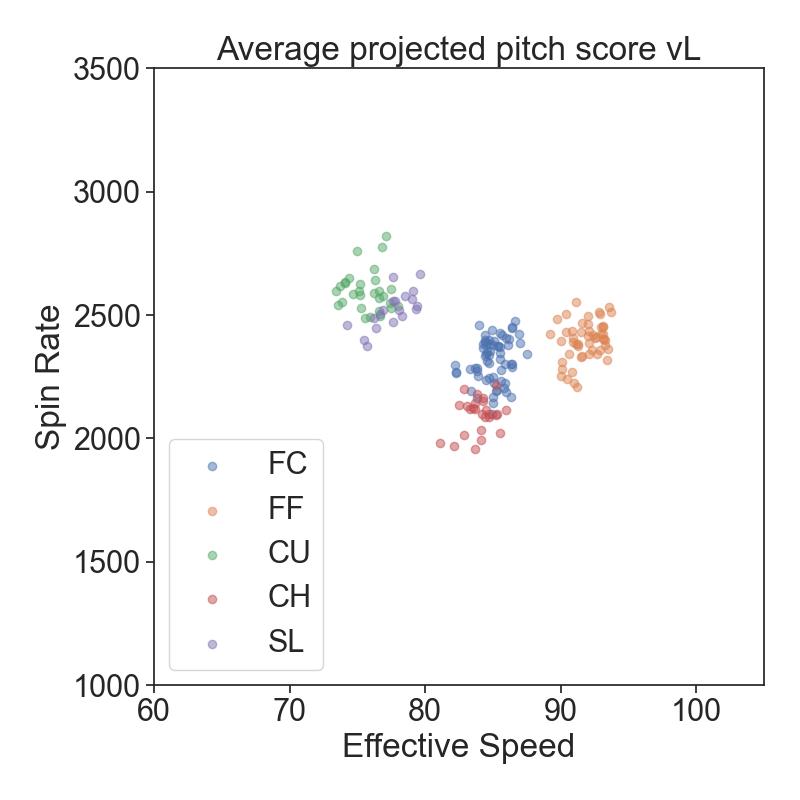 Average projected pitch score vL
3500
3000
2500
2000
1500
1000
Spin Rate
FC
FF
CU
CH
SL
60
70
80
90
100
Effective Speed